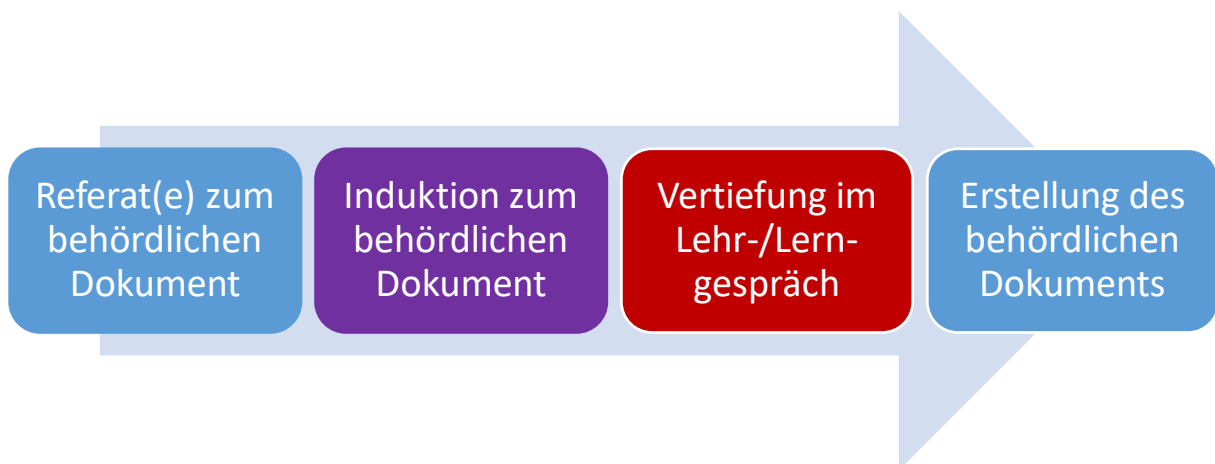 Referat(e) zum
behördlichen
Dokument
Induktion zum
behördlichen
Dokument
Vertiefung im
Lehr-/Lern-
gespräch
Erstellung des
behördlichen
Dokuments